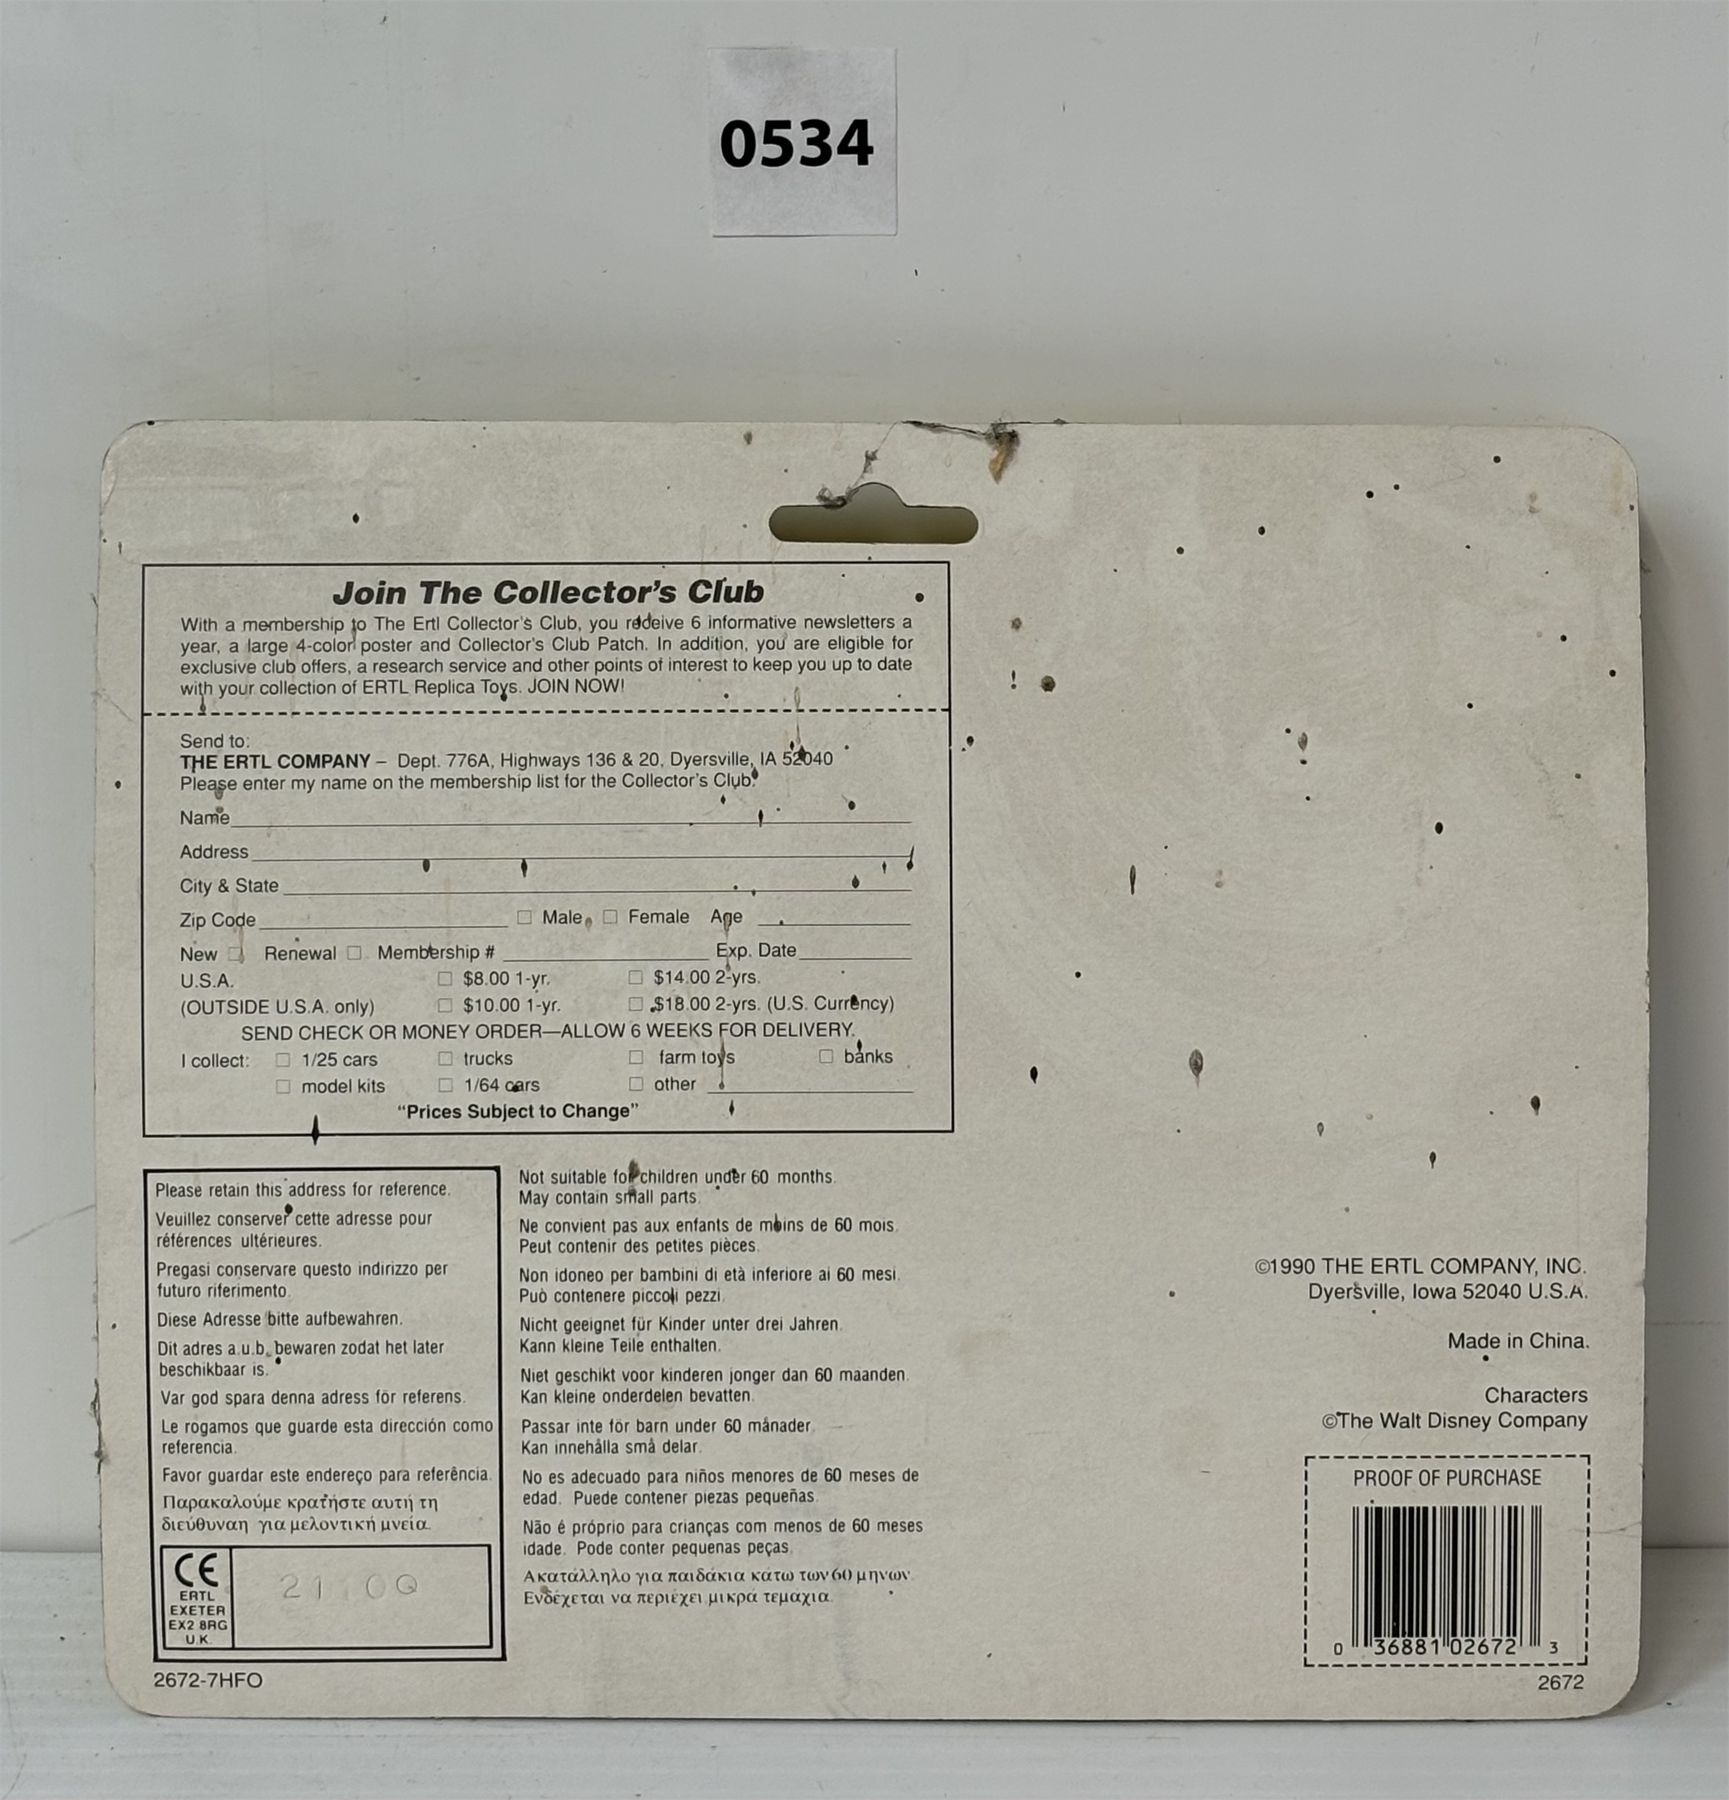 0534
Join The Collector's Club
With a membership to The Ertl Collector's Club, you receive 6 informative newsletters a
year, a large 4-color poster and Collector's Club Patch. In addition, you are eligible for
exclusive club offers, a research service and other points of interest to keep you up to date
with your collection of ERTL Replica Toys. JOIN NOW!
Send to:
THE ERTL COMPANY – Dept. 776A, Highways 136 & 20, Dyersville, IA 52040
Please enter my name on the membership list for the Collector's Club.
Name
Address
City & State
Zip Code □ Male □ Female Age
New □ Renewal □ Membership # Exp. Date
U.S.A. □ $8.00 1-yr. □ $14.00 2-yrs.
(OUTSIDE U.S.A. only) □ $10.00 1-yr. □ $18.00 2-yrs. (U.S. Currency)
SEND CHECK OR MONEY ORDER—ALLOW 6 WEEKS FOR DELIVERY.
I collect: □ 1/25 cars □ trucks □ farm toys □ banks
□ model kits □ 1/64 cars □ other
"Prices Subject to Change"
Please retain this address for reference.
Veuillez conserver cette adresse pour
références ultérieures.
Pregasi conservare questo indirizzo per
futuro riferimento.
Diese Adresse bitte aufbewahren.
Dit adres a.u.b. bewaren zodat het later
beschikbaar is.
Var god spara denna adress för referens.
Le rogamos que guarde esta dirección como
referencia.
Favor guardar este endereço para referência.
Παρακαλούμε κρατήστε αυτή τη
διεύθυναη για μελοντική μνεία.
CE
ERTL
EXETER
EX2 8RG
U.K.
21 0Q
2672-7HFO
Not suitable for children under 60 months.
May contain small parts.
Ne convient pas aux enfants de moins de 60 mois.
Peut contenir des petites pièces.
Non idoneo per bambini di età inferiore ai 60 mesi.
Può contenere piccoli pezzi.
Nicht geeignet für Kinder unter drei Jahren.
Kann kleine Teile enthalten.
Niet geschikt voor kinderen jonger dan 60 maanden.
Kan kleine onderdelen bevatten.
Passar inte för barn under 60 månader.
Kan innehålla små delar.
No es adecuado para niños menores de 60 meses de
edad. Puede contener piezas pequeñas.
Não é próprio para crianças com menos de 60 meses
idade. Pode conter pequenas peças.
Ακατάλληλο για παιδάκια κάτω των 60 μηνών.
Ενδέχεται να περιέχει μικρά τεμάχια.
©1990 THE ERTL COMPANY, INC.
Dyersville, Iowa 52040 U.S.A.
Made in China.
Characters
©The Walt Disney Company
PROOF OF PURCHASE
0 36881 02672 3
2672